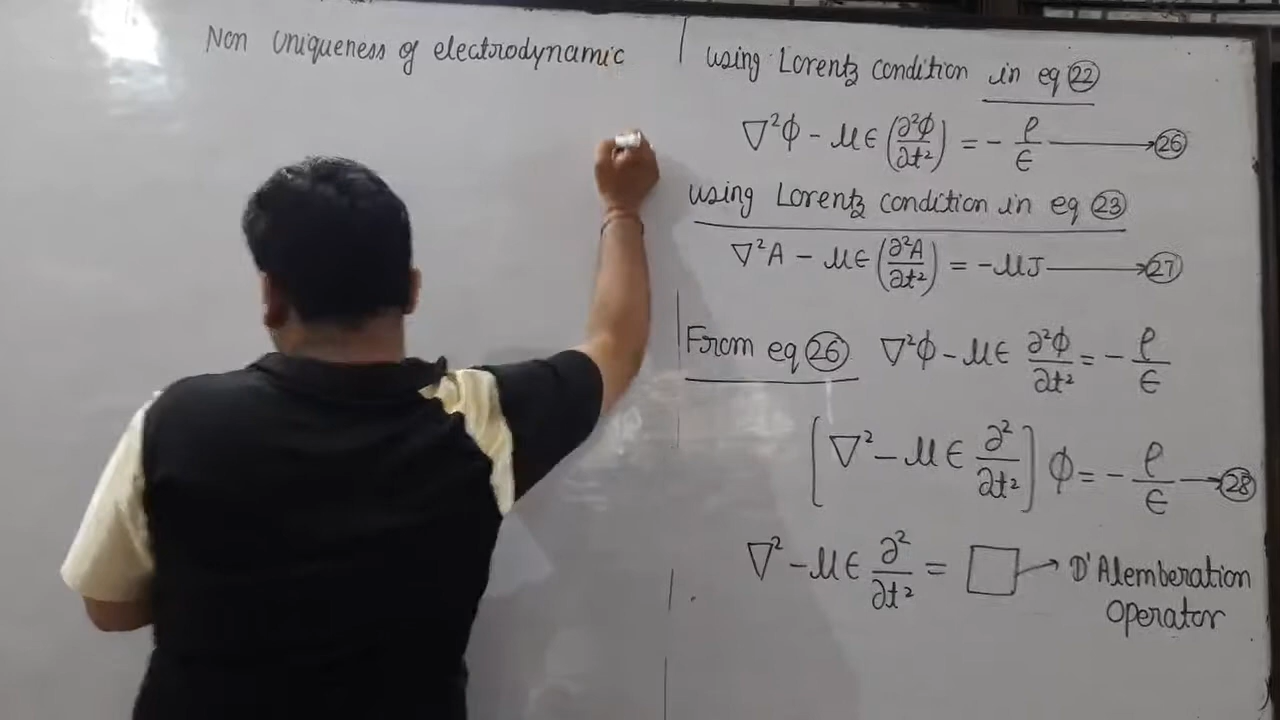 Non Uniqueness of electrodynamic
using Lorentz condition in eq 22
∇²Φ - με (∂²Φ/∂t²) = - ρ/ε → 26
using Lorentz condition in eq 23
∇²A - με (∂²A/∂t²) = -μJ → 27
From eq 26 ∇²Φ - με ∂²Φ/∂t² = - ρ/ε
[∇² - με ∂²/∂t²] Φ = - ρ/ε → 28
∇² - με ∂²/∂t² = □ → D'Alemberation
Operator